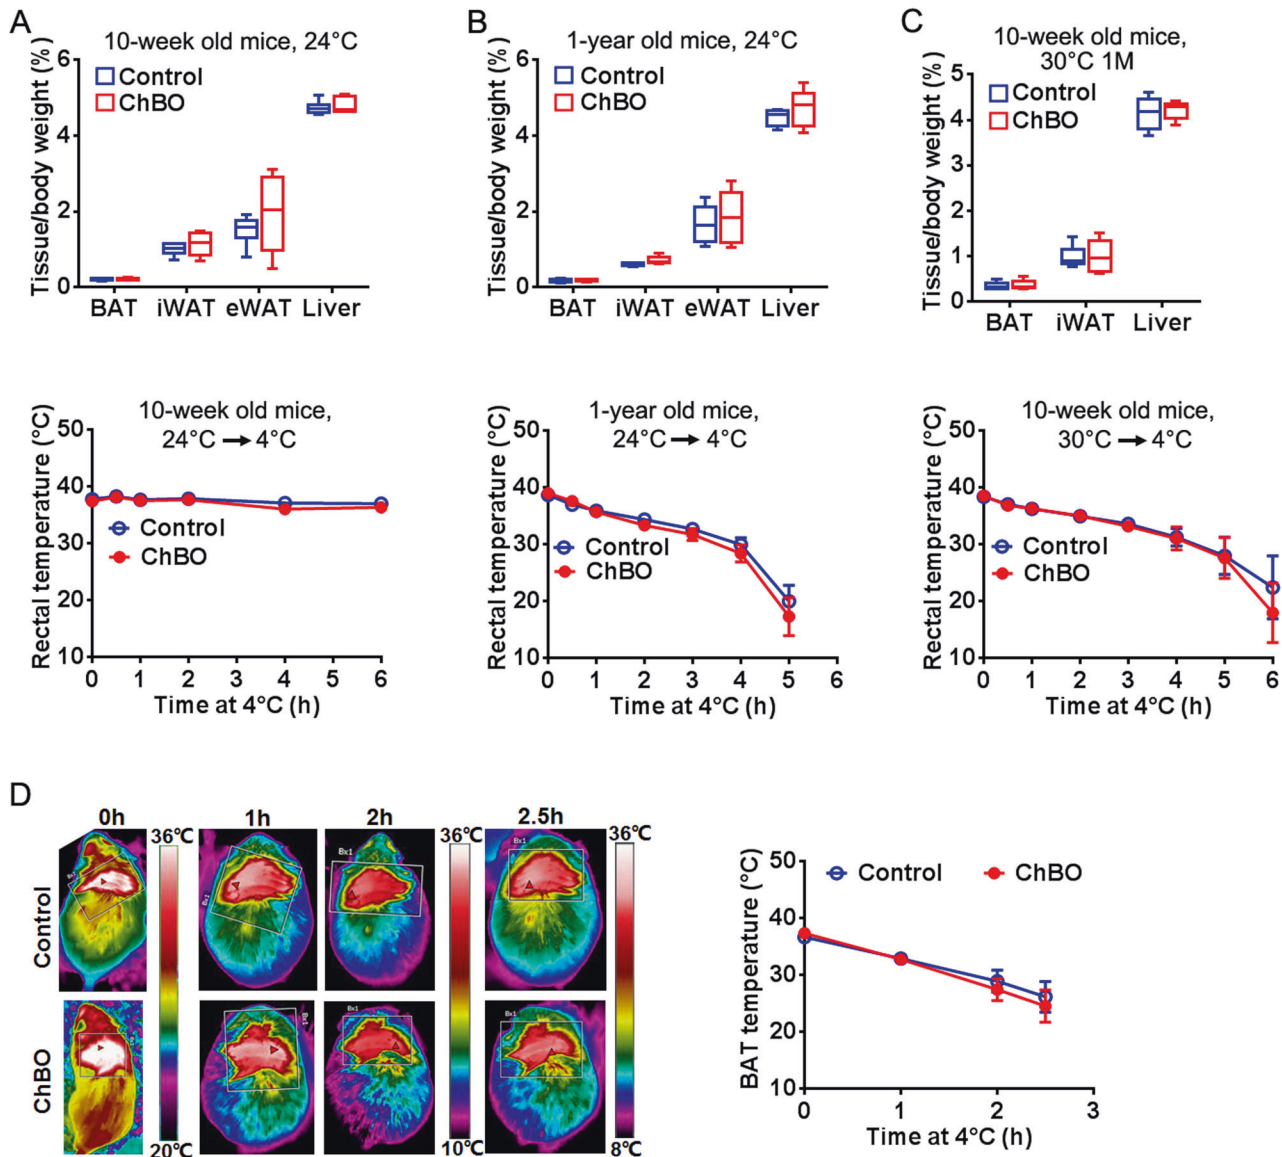 A
10-week old mice, 24°C
Tissue/body weight (%)
6
4
2
0
Control
ChBO
BAT iWAT eWAT Liver
B
1-year old mice, 24°C
Tissue/body weight (%)
6
4
2
0
Control
ChBO
BAT iWAT eWAT Liver
C
10-week old mice,
30°C 1M
Tissue/body weight (%)
5
4
3
2
1
0
Control
ChBO
BAT iWAT Liver
10-week old mice,
24°C → 4°C
Rectal temperature (°C)
50
40
30
20
10
Control
ChBO
0 1 2 3 4 5 6
Time at 4°C (h)
1-year old mice,
24°C → 4°C
Rectal temperature (°C)
50
40
30
20
10
Control
ChBO
0 1 2 3 4 5 6
Time at 4°C (h)
10-week old mice,
30°C → 4°C
Rectal temperature (°C)
50
40
30
20
10
Control
ChBO
0 1 2 3 4 5 6
Time at 4°C (h)
D
0h 1h 2h 2.5h
36°C 36°C 36°C
Control
Bx1 Bx1 Bx1
ChBO
Bx1 Bx1 Bx1
20°C 10°C 8°C
BAT temperature (°C)
50
40
30
20
10
Control ChBO
0 1 2 3
Time at 4°C (h)